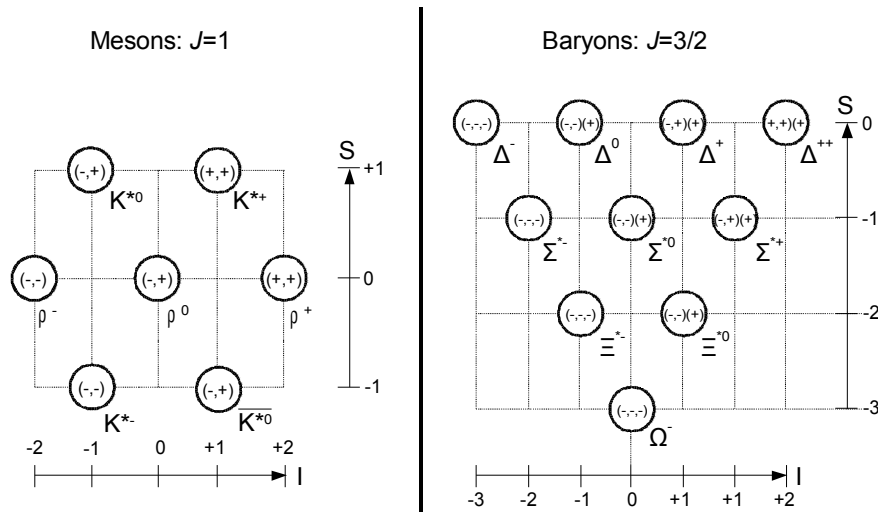 Mesons: J=1
S
(-,+) (+,+) +1
K*0 K*+
(-,-) (-,+) (+,+) 0
ρ- ρ0 ρ+
(-,-) (-,+) -1
K*- K*0
-2 -1 0 +1 +2
I
Baryons: J=3/2
S
(-,-,-) (-,-)(+) (-,+)(+) +,+)(+ 0
Δ- Δ0 Δ+ Δ++
(-,-,-) (-,-)(+) (-,+)(+) -1
Σ*- Σ*0 Σ*+
(-,-,-) (-,-)(+) -2
Ξ*- Ξ*0
(-,-,-) -3
Ω-
I
-3 -2 -1 0 +1 +1 +2